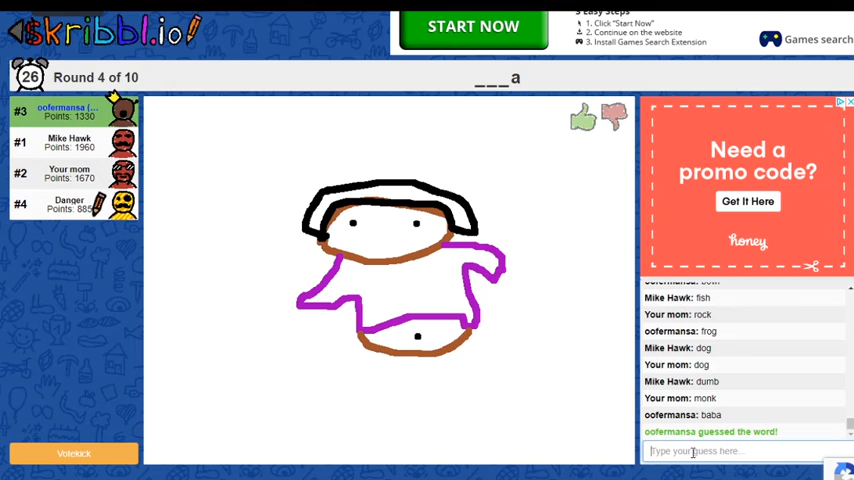 skribbl.io
START NOW
3 Easy Steps
1. Click "Start Now"
2. Continue on the website
3. Install Games Search Extension
Games search
26
Round 4 of 10
___a
#3 oofermansa (...
Points: 1330
#1 Mike Hawk
Points: 1960
#2 Your mom
Points: 1670
#4 Danger
Points: 885
Need a
promo code?
Get It Here
honey
Mike Hawk: fish
Your mom: rock
oofermansa: frog
Mike Hawk: dog
Your mom: dog
Mike Hawk: dumb
Your mom: monk
oofermansa: baba
oofermansa guessed the word!
Type your guess here...
Votekick